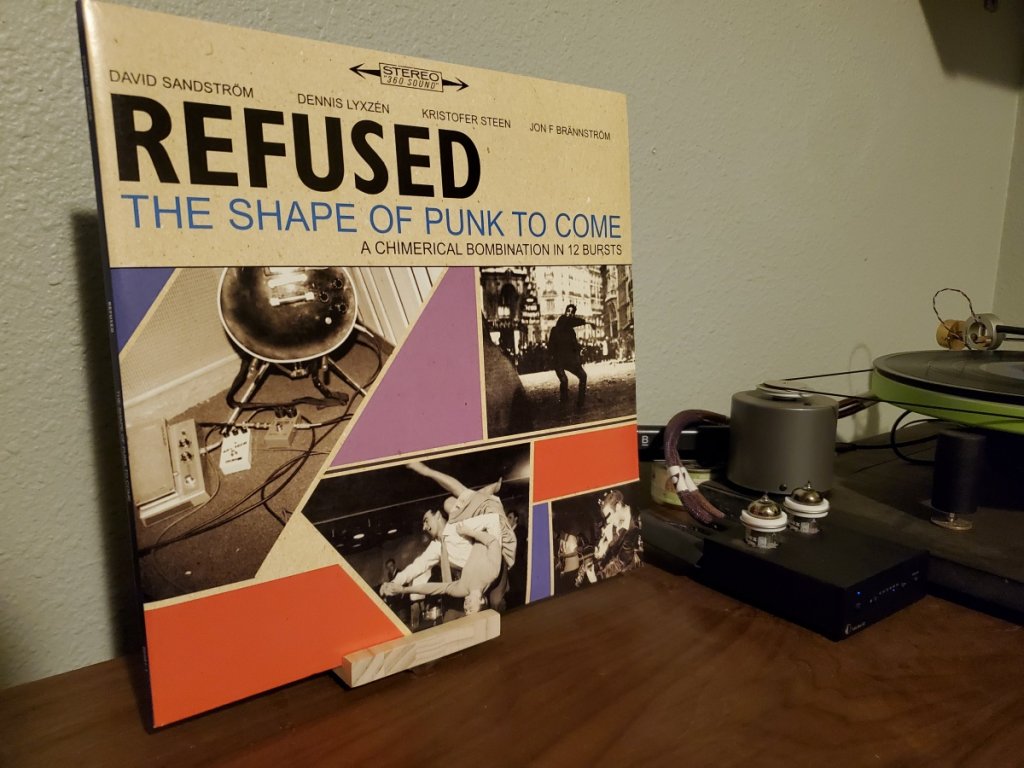 STEREO
"360 SOUND"
DAVID SANDSTRÖM
DENNIS LYXZÉN
KRISTOFER STEEN
JON F BRÄNNSTRÖM
REFUSED
THE SHAPE OF PUNK TO COME
A CHIMERICAL BOMBINATION IN 12 BURSTS
REFUSED
B